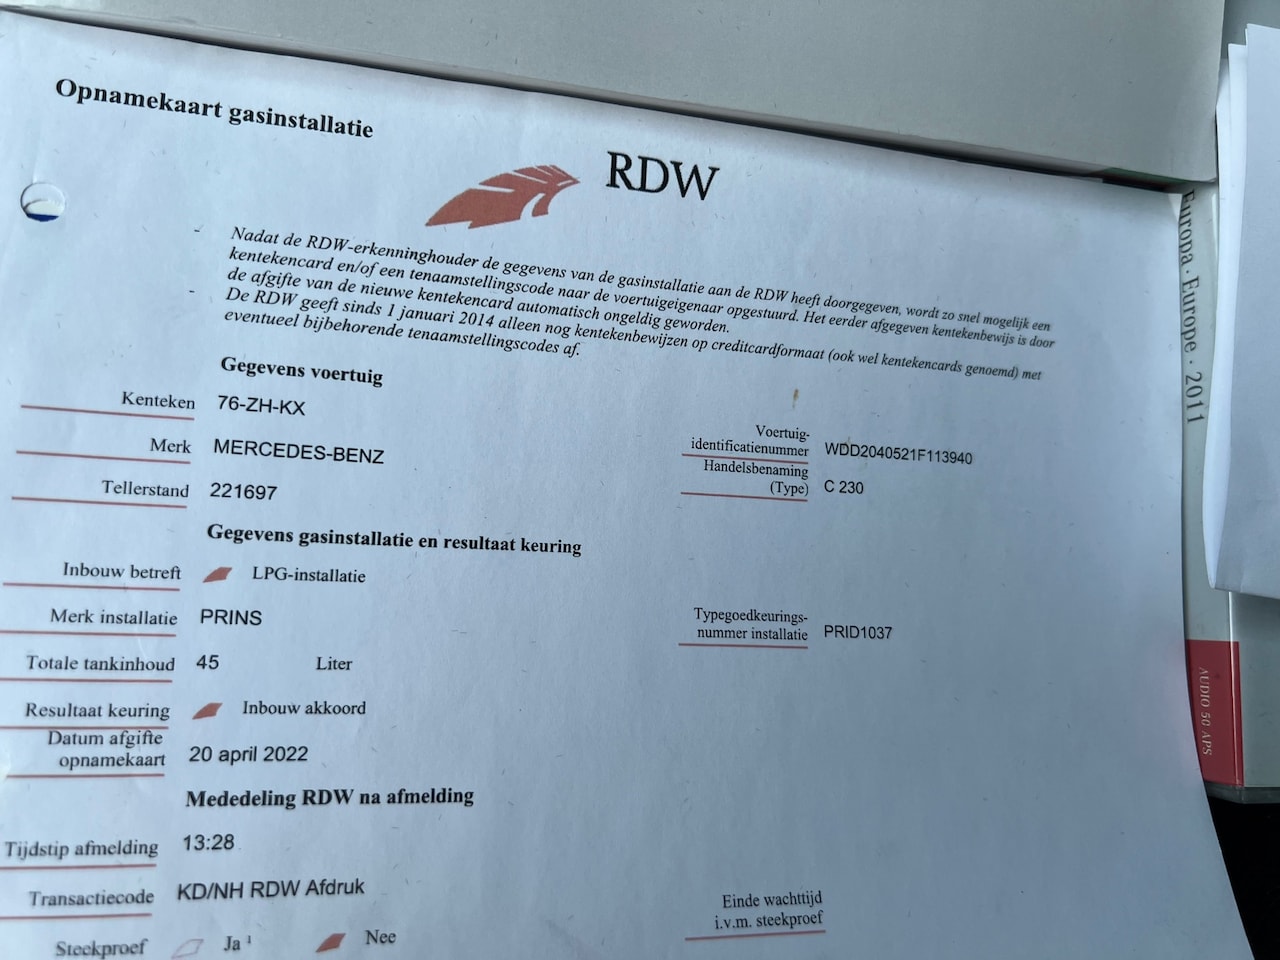 Opnamekaart gasinstallatie
RDW
Nadat de RDW-erkenninghouder de gegevens van de gasinstallatie aan de RDW heeft doorgegeven, wordt zo snel mogelijk een
kentekencard en/of een tenaamstellingscode naar de voertuigeigenaar opgestuurd. Het eerder afgegeven kentekenbewijs is door
de afgifte van de nieuwe kentekencard automatisch ongeldig geworden.
De RDW geeft sinds 1 januari 2014 alleen nog kentekenbewijzen op creditcardformaat (ook wel kentekencards genoemd) met
eventueel bijbehorende tenaamstellingscodes af.
Gegevens voertuig
Kenteken 76-ZH-KX
Merk MERCEDES-BENZ
Voertuig-
identificatienummer WDD2040521F113940
Tellerstand 221697
Handelsbenaming
(Type) C 230
Gegevens gasinstallatie en resultaat keuring
Inbouw betreft LPG-installatie
Merk installatie PRINS
Typegoedkeurings-
nummer installatie PRID1037
Totale tankinhoud 45 Liter
Resultaat keuring Inbouw akkoord
Datum afgifte
opnamekaart 20 april 2022
Mededeling RDW na afmelding
Tijdstip afmelding 13:28
Transactiecode KD/NH RDW Afdruk
Einde wachttijd
i.v.m. steekproef
Steekproef Ja 1 Nee
Europa · Europe · 2011
AUDIO 50 APS